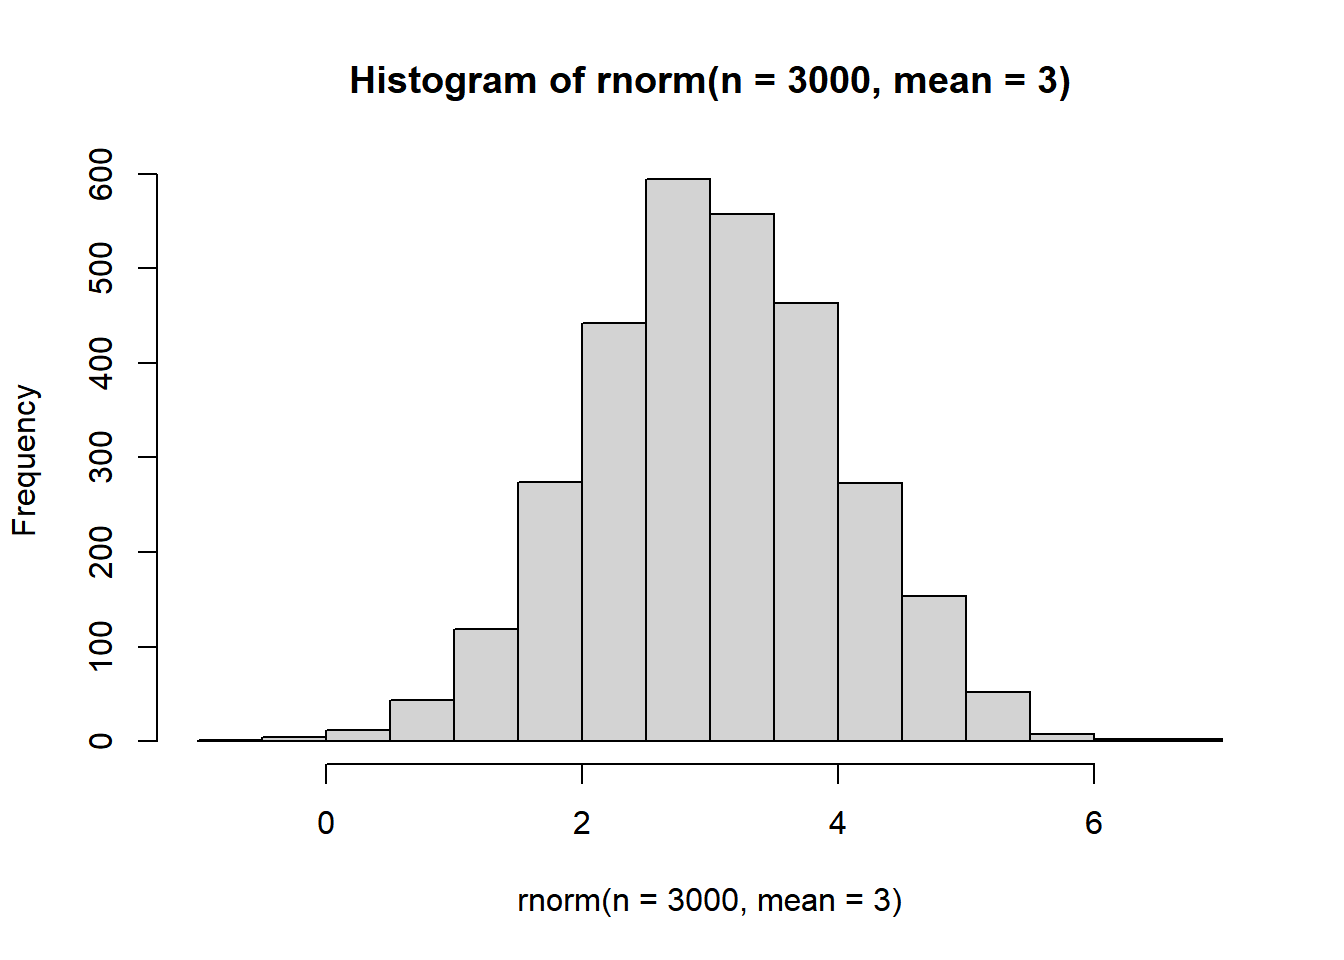 Histogram of rnorm(n = 3000, mean = 3)
Frequency
600
500
400
300
200
100
0
0 2 4 6
rnorm(n = 3000, mean = 3)